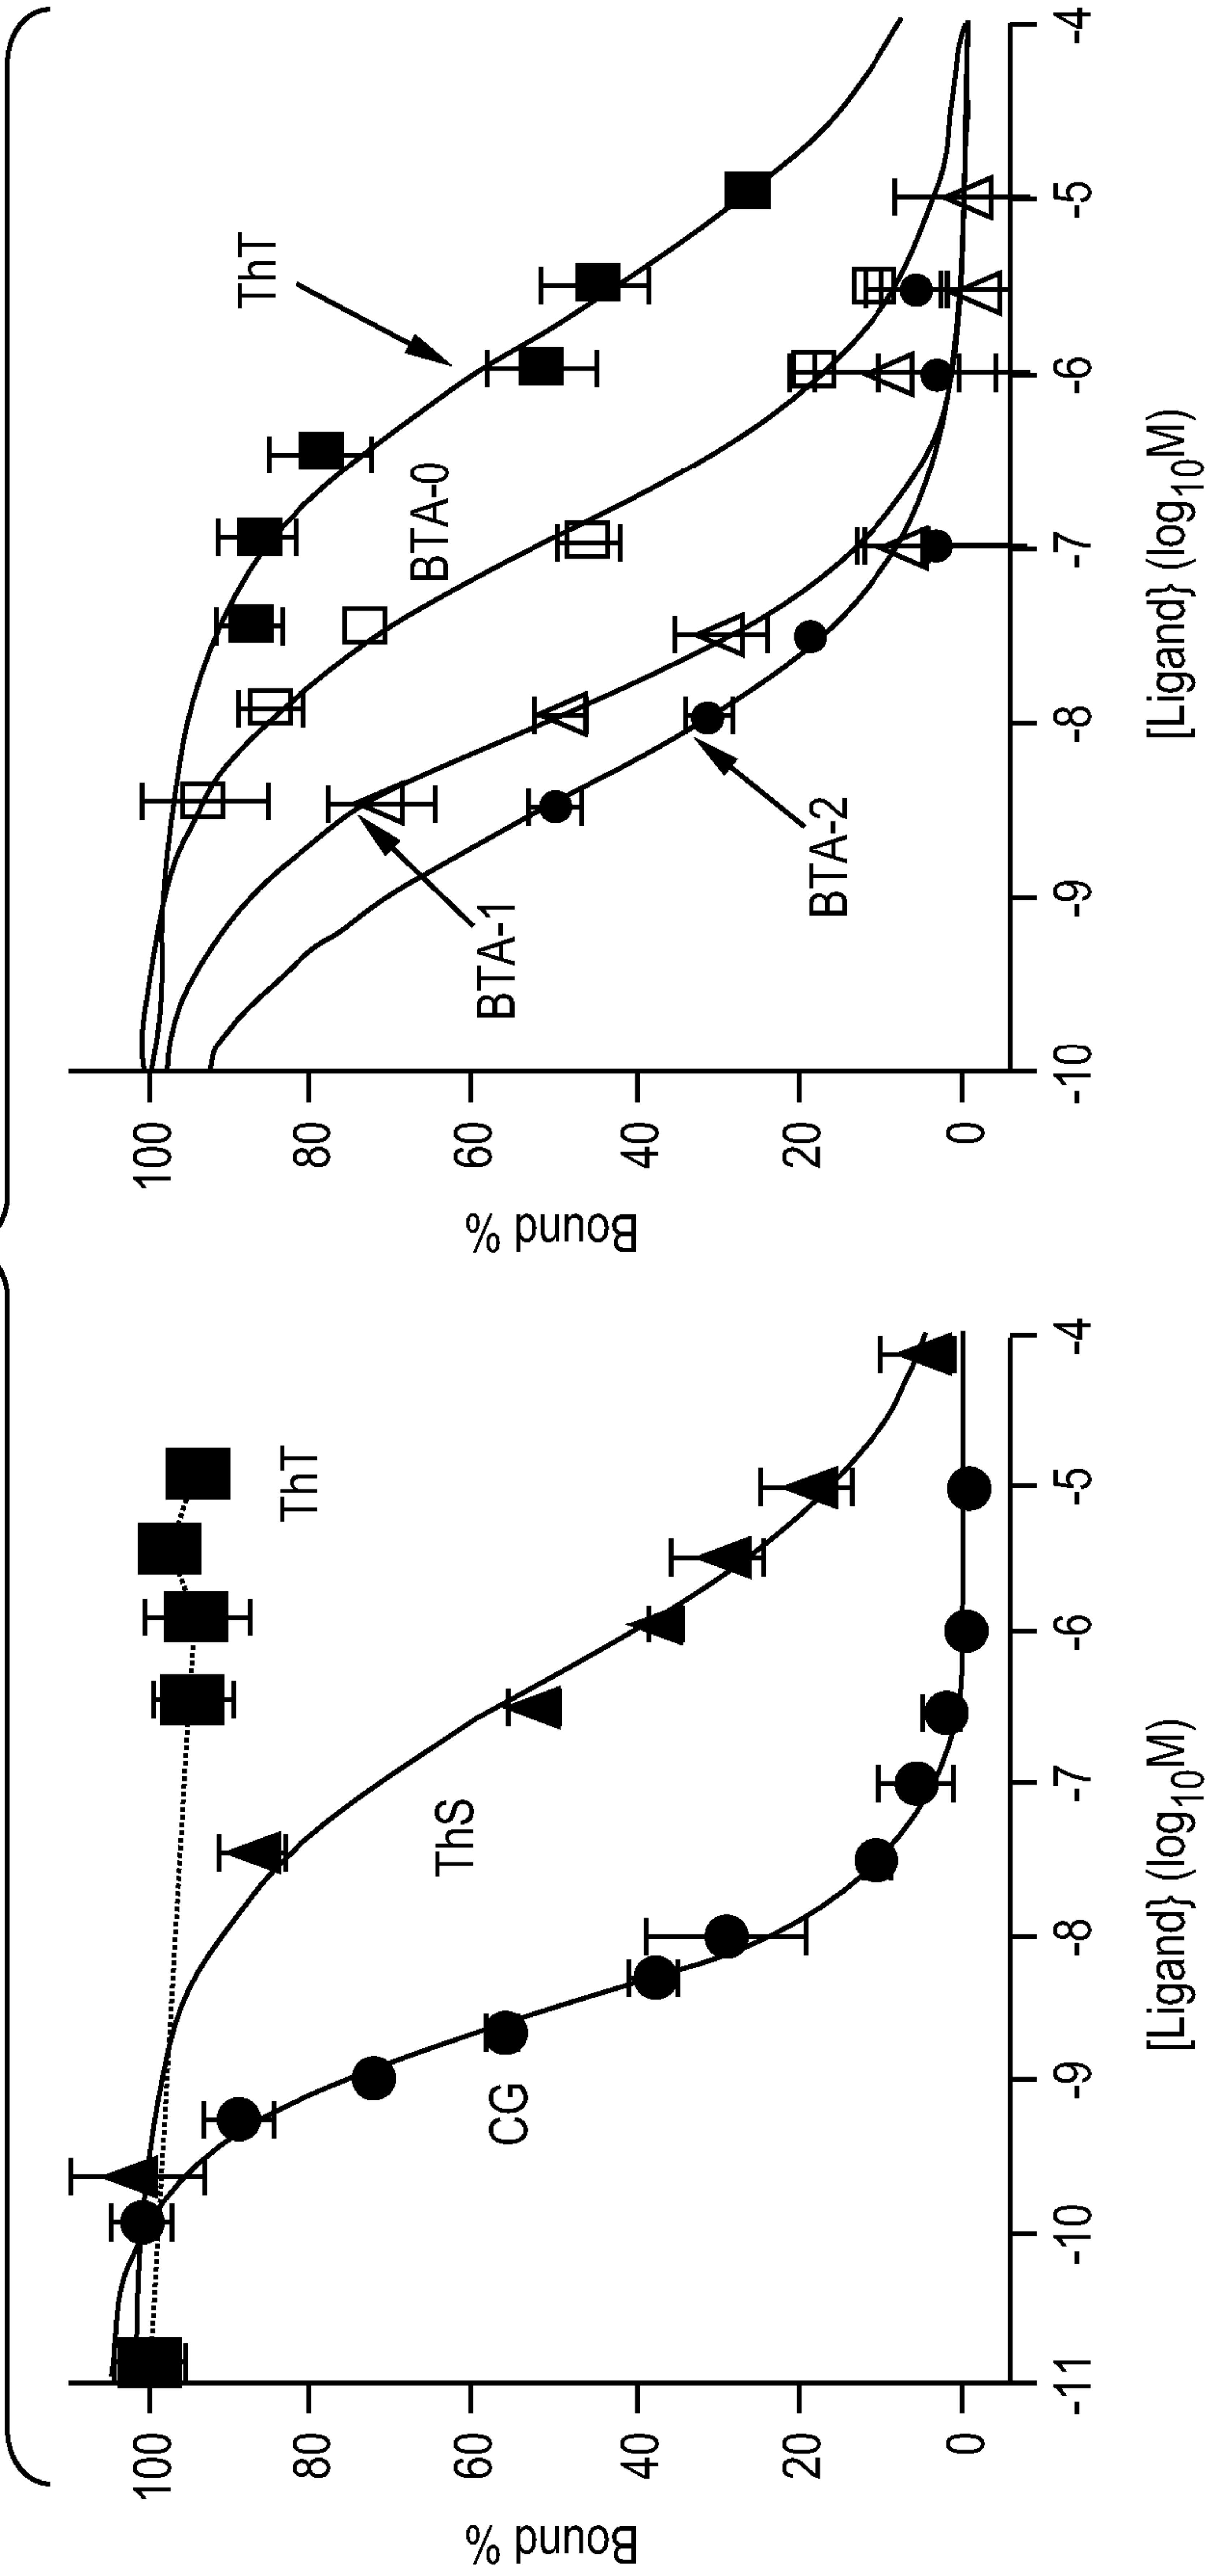 Bound %
100
80
60
40
20
0
ThT
ThS
CG
-11
-10
-9
-8
-7
-6
-5
-4
[Ligand} (log10M)
Bound %
100
80
60
40
20
0
ThT
BTA-0
BTA-1
BTA-2
-10
-9
-8
-7
-6
-5
-4
[Ligand} (log10M)